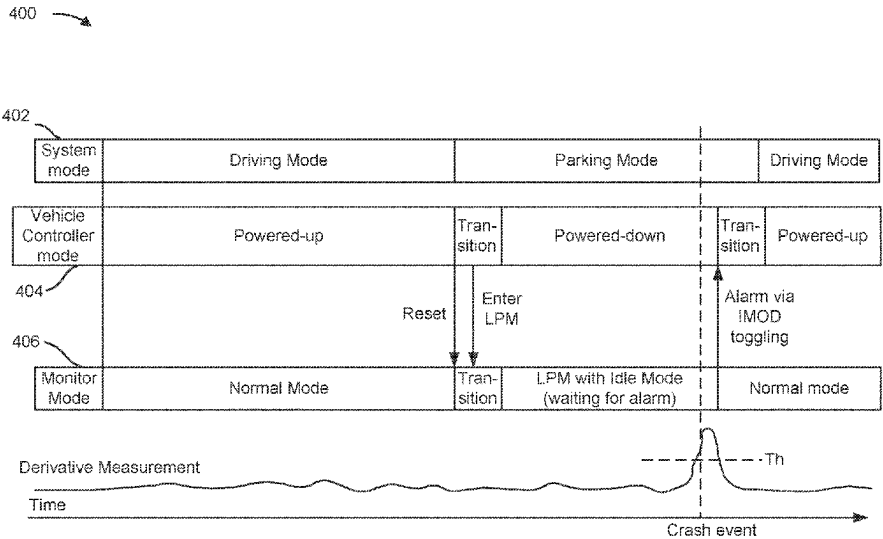 400
402
System
mode
Driving Mode
Parking Mode
Driving Mode
Vehicle
Controller
mode
Powered-up
Tran-
sition
Powered-down
Tran-
sition
Powered-up
404
Reset
Enter
LPM
Alarm via
IMOD
toggling
406
Monitor
Mode
Normal Mode
Tran-
sition
LPM with Idle Mode
(waiting for alarm)
Normal mode
Derivative Measurement
Th
Time
Crash event